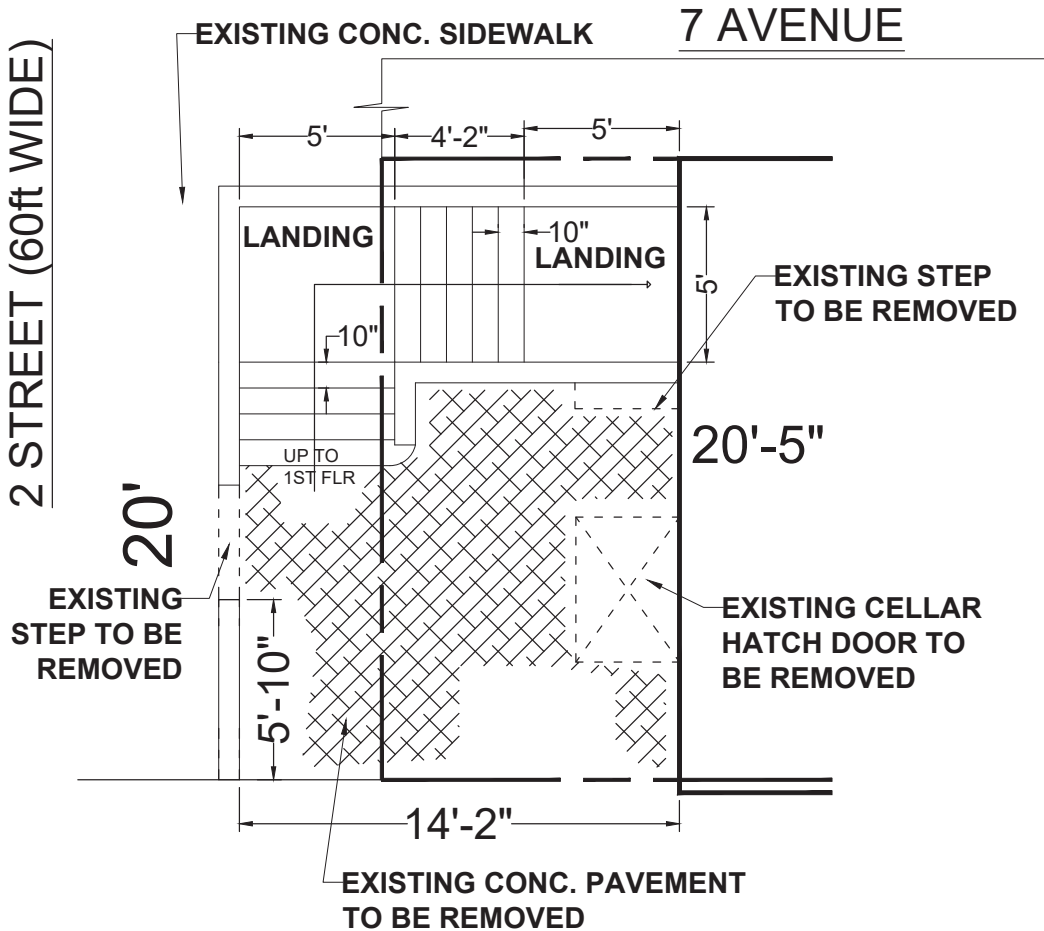 7 AVENUE
EXISTING CONC. SIDEWALK
2 STREET (60ft WIDE)
5'
4'-2"
5'
LANDING
10"
LANDING
5'
EXISTING STEP
TO BE REMOVED
10"
20'-5"
UP TO
1ST FLR
20'
EXISTING
STEP TO BE
REMOVED
5'-10"
EXISTING CELLAR
HATCH DOOR TO
BE REMOVED
14'-2"
EXISTING CONC. PAVEMENT
TO BE REMOVED